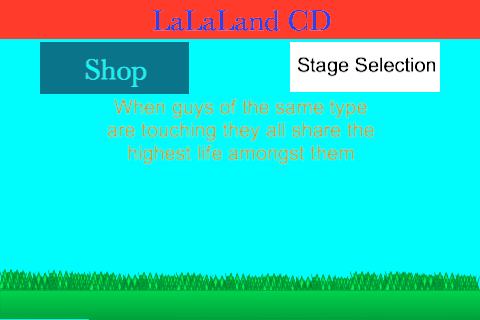 LaLaLand CD
Shop
Stage Selection
When guys of the same type
are touching they all share the
highest life amongst them